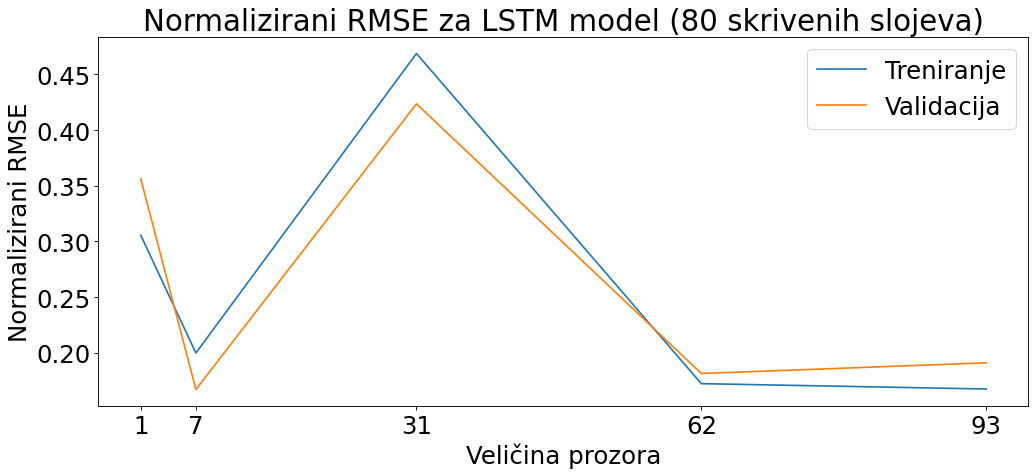 Normalizirani RMSE za LSTM model (80 skrivenih slojeva)
Treniranje
Validacija
Normalizirani RMSE
0.45
0.40
0.35
0.30
0.25
0.20
1 7 31 62 93
Veličina prozora